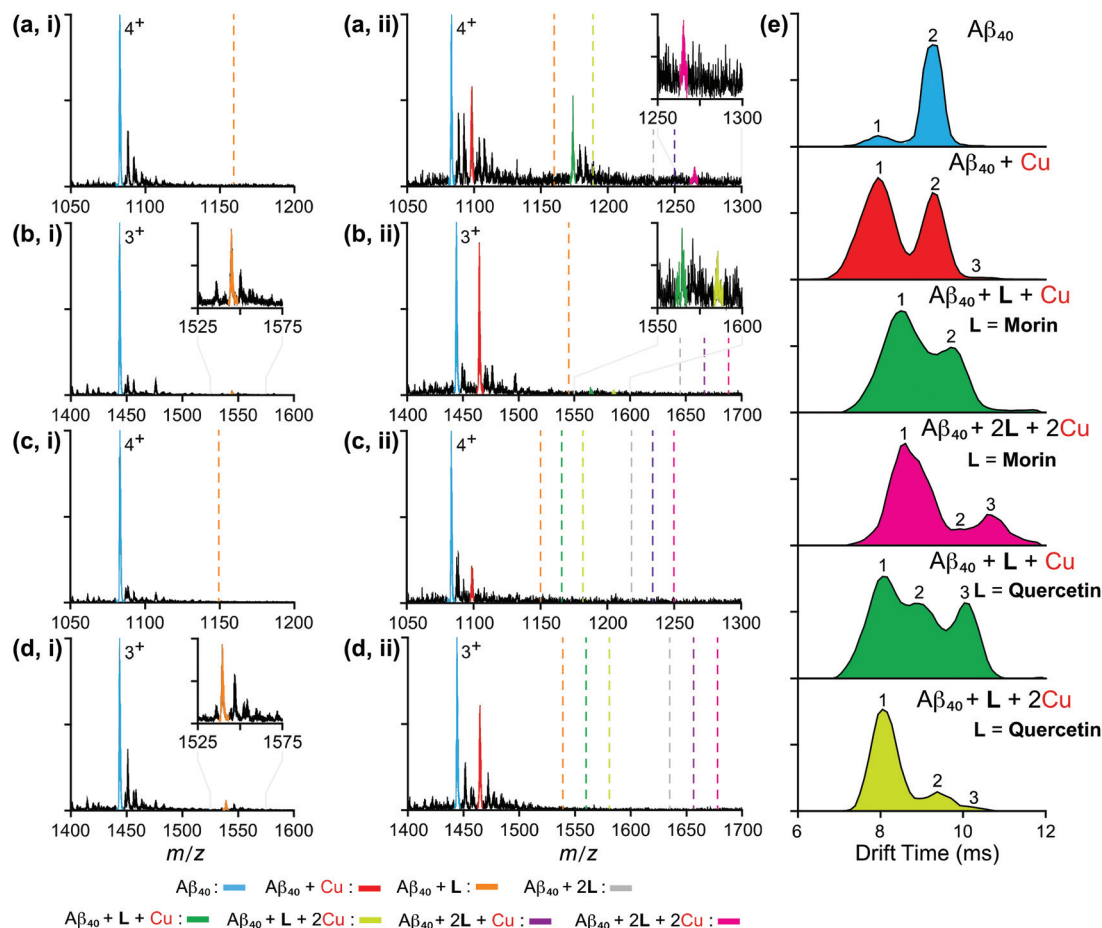 (a, i)
4+
1050 1100 1150 1200
(a, ii)
4+
1250 1300
1050 1100 1150 1200 1250 1300
(b, i)
3+
1525 1575
1400 1450 1500 1550 1600
(b, ii)
3+
1550 1600
1400 1450 1500 1550 1600 1650 1700
(c, i)
4+
1050 1100 1150 1200
(c, ii)
4+
1050 1100 1150 1200 1250 1300
(d, i)
3+
1525 1575
1400 1450 1500 1550 1600
m/z
(d, ii)
3+
1400 1450 1500 1550 1600 1650 1700
m/z
(e)
Aβ40
1 2
Aβ40 + Cu
1 2 3
Aβ40 + L + Cu
L = Morin
1 2
Aβ40 + 2L + 2Cu
L = Morin
1 2 3
Aβ40 + L + Cu
L = Quercetin
1 2 3
Aβ40 + L + 2Cu
L = Quercetin
1 2 3
6 8 10 12
Drift Time (ms)
Aβ40 : Aβ40 + Cu : Aβ40 + L : Aβ40 + 2L :
Aβ40 + L + Cu : Aβ40 + L + 2Cu : Aβ40 + 2L + Cu : Aβ40 + 2L + 2Cu :